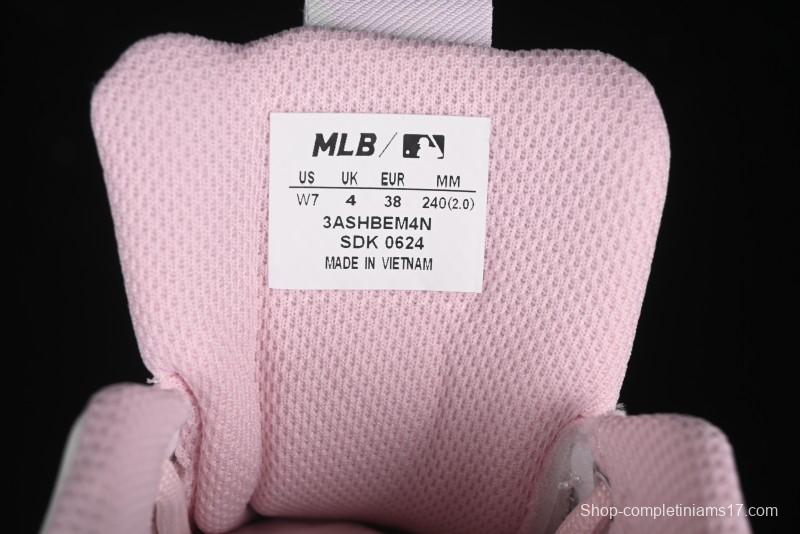 MLB
US UK EUR MM
W7 4 38 240(2.0)
3ASHBEM4N
SDK 0624
MADE IN VIETNAM
Shop-completiniams17.com